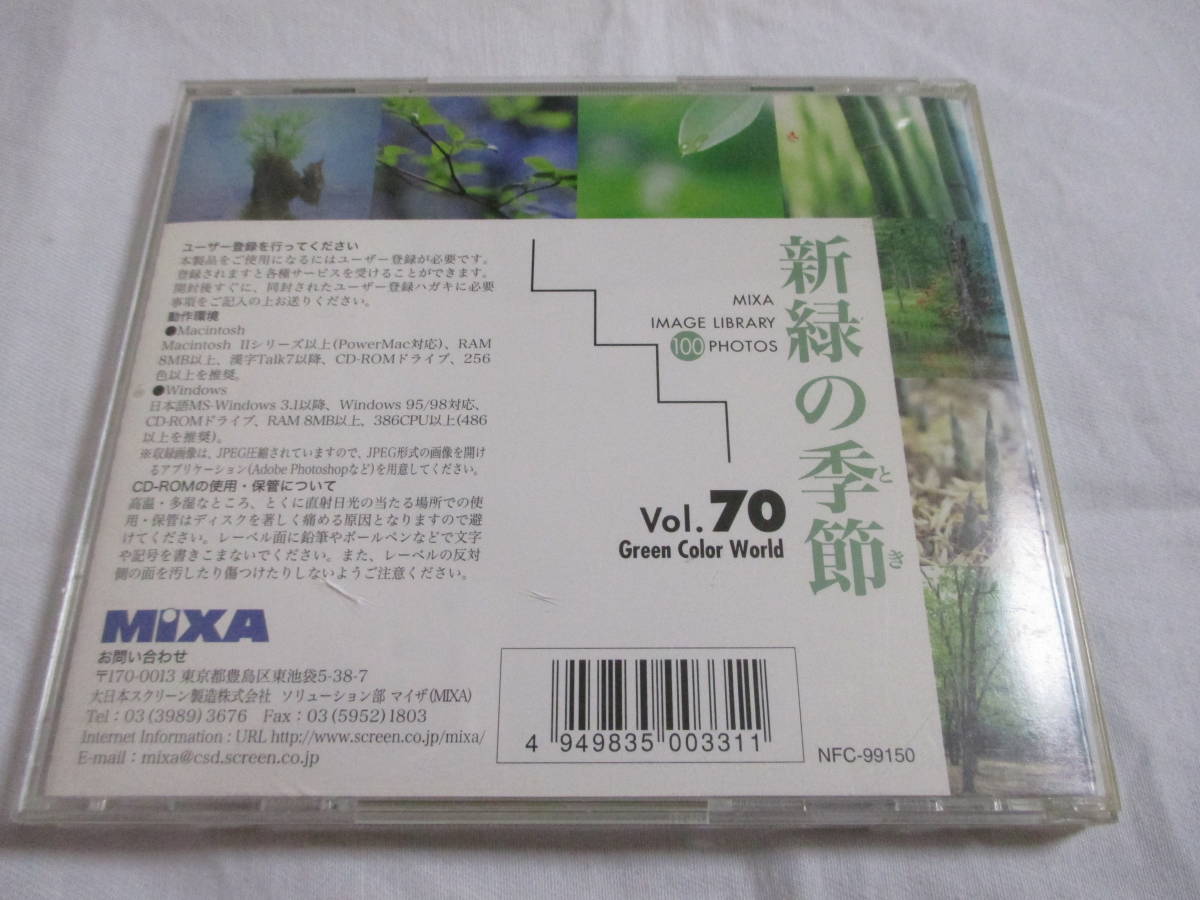 ユーザー登録を行ってください
本製品をご使用になるにはユーザー登録が必要です。
登録されますと各種サービスを受けることができます。
開封後すぐに、同封されたユーザー登録ハガキに必要
事項をご記入の上お送りください。
動作環境
●Macintosh
Macintosh IIシリーズ以上(PowerMac対応)、RAM
8MB以上、漢字Talk7以降、CD-ROMドライブ、256
色以上を推奨。
●Windows
日本語MS-Windows 3.1以降、Windows 95/98対応、
CD-ROMドライブ、RAM 8MB以上、386CPU以上(486
以上を推奨)。
※収録画像は、JPEG圧縮されていますので、JPEG形式の画像を開け
るアプリケーション(Adobe Photoshopなど)を用意してください。
CD-ROMの使用・保管について
高温・多湿なところ、とくに直射日光の当たる場所での使
用・保管はディスクを著しく痛める原因となりますので避
けてください。レーベル面に鉛筆やボールペンなどで文字
や記号を書きこまないでください。また、レーベルの反対
側の面を汚したり傷つけたりしないようご注意ください。
MIXA
お問い合わせ
〒170-0013 東京都豊島区東池袋5-38-7
大日本スクリーン製造株式会社 ソリューション部 マイザ(MIXA)
Tel：03(3989)3676 Fax：03(5952)1803
Internet Information：URL http://www.screen.co.jp/mixa/
E-mail：mixa@csd.screen.co.jp
MIXA
IMAGE LIBRARY
100 PHOTOS
新緑の季節
とき
Vol. 70
Green Color World
4 949835 003311
NFC-99150